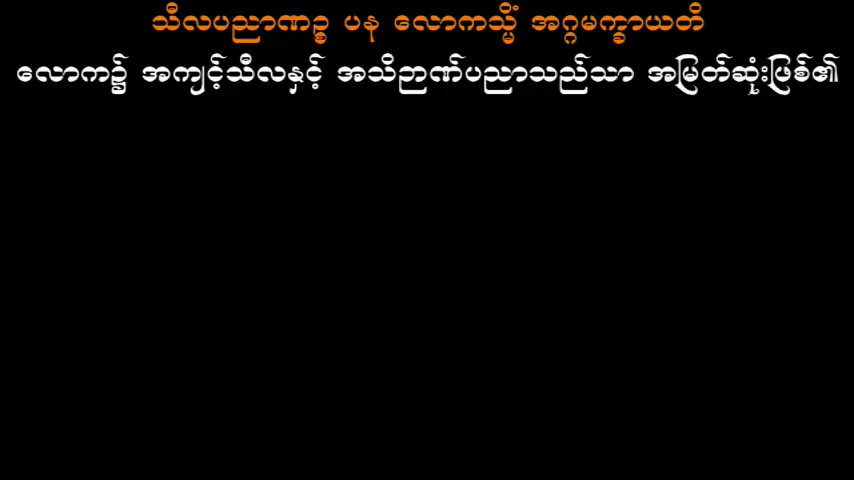 သီလပညာဏဉ္စ ပန လောကသ္မိံ အဂ္ဂမက္ခာယတိ
လောက၌ အကျင့်သီလနှင့် အသိဉာဏ်ပညာသည်သာ အမြတ်ဆုံးဖြစ်၏